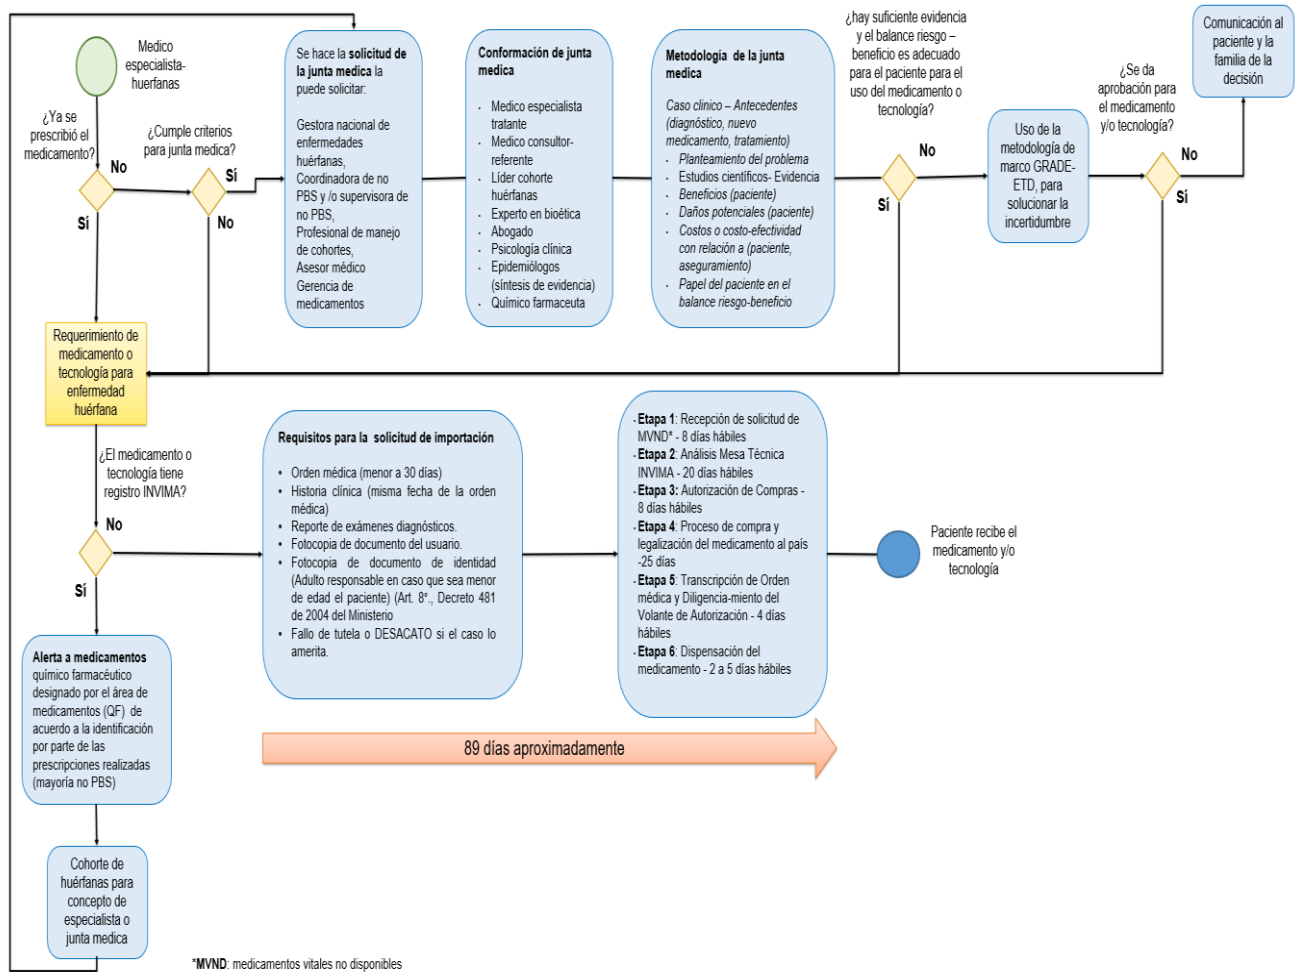 Medico
especialista-
huerfanas
¿Ya se
prescribió el
medicamento?
No
Sí
¿Cumple criterios
para junta medica?
Sí
No
Se hace la solicitud de
la junta medica la
puede solicitar:
Gestora nacional de
enfermedades
huérfanas,
Coordinadora de no
PBS y /o supervisora de
no PBS,
Profesional de manejo
de cohortes,
Asesor médico
Gerencia de
medicamentos
Conformación de junta
medica
- Medico especialista
tratante
- Medico consultor-
referente
- Líder cohorte
huérfanas
- Experto en bioética
- Abogado
- Psicología clínica
- Epidemiólogos
(síntesis de evidencia)
- Químico farmaceuta
Metodología de la junta
medica
Caso clinico – Antecedentes
(diagnóstico, nuevo
medicamento, tratamiento)
- Planteamiento del problema
- Estudios científicos- Evidencia
- Beneficios (paciente)
- Daños potenciales (paciente)
- Costos o costo-efectividad
con relación a (paciente,
aseguramiento)
- Papel del paciente en el
balance riesgo-beneficio
¿hay suficiente evidencia
y el balance riesgo –
beneficio es adecuado
para el paciente para el
uso del medicamento o
tecnología?
No
Sí
Uso de la
metodología de
marco GRADE-
ETD, para
solucionar la
incertidumbre
¿Se da
aprobación para
el medicamento
y/o tecnología?
No
Sí
Comunicación al
paciente y la
familia de la
decisión
Requerimiento de
medicamento o
tecnología para
enfermedad
huérfana
¿El medicamento o
tecnología tiene
registro INVIMA?
No
Sí
Requisitos para la solicitud de importación
• Orden médica (menor a 30 días)
• Historia clínica (misma fecha de la orden
médica)
• Reporte de exámenes diagnósticos.
• Fotocopia de documento del usuario.
• Fotocopia de documento de identidad
(Adulto responsable en caso que sea menor
de edad el paciente) (Art. 8°., Decreto 481
de 2004 del Ministerio
• Fallo de tutela o DESACATO si el caso lo
amerita.
- Etapa 1: Recepción de solicitud de
MVND* - 8 días hábiles
- Etapa 2: Análisis Mesa Técnica
INVIMA - 20 días hábiles
- Etapa 3: Autorización de Compras -
8 días hábiles
- Etapa 4: Proceso de compra y
legalización del medicamento al país
-25 días
- Etapa 5: Transcripción de Orden
médica y Diligencia-miento del
Volante de Autorización - 4 días
hábiles
- Etapa 6: Dispensación del
medicamento - 2 a 5 días hábiles
Paciente recibe el
medicamento y/o
tecnología
89 días aproximadamente
Alerta a medicamentos
químico farmacéutico
designado por el área de
medicamentos (QF) de
acuerdo a la identificación
por parte de las
prescripciones realizadas
(mayoría no PBS)
Cohorte de
huérfanas para
concepto de
especialista o
junta medica
*MVND: medicamentos vitales no disponibles